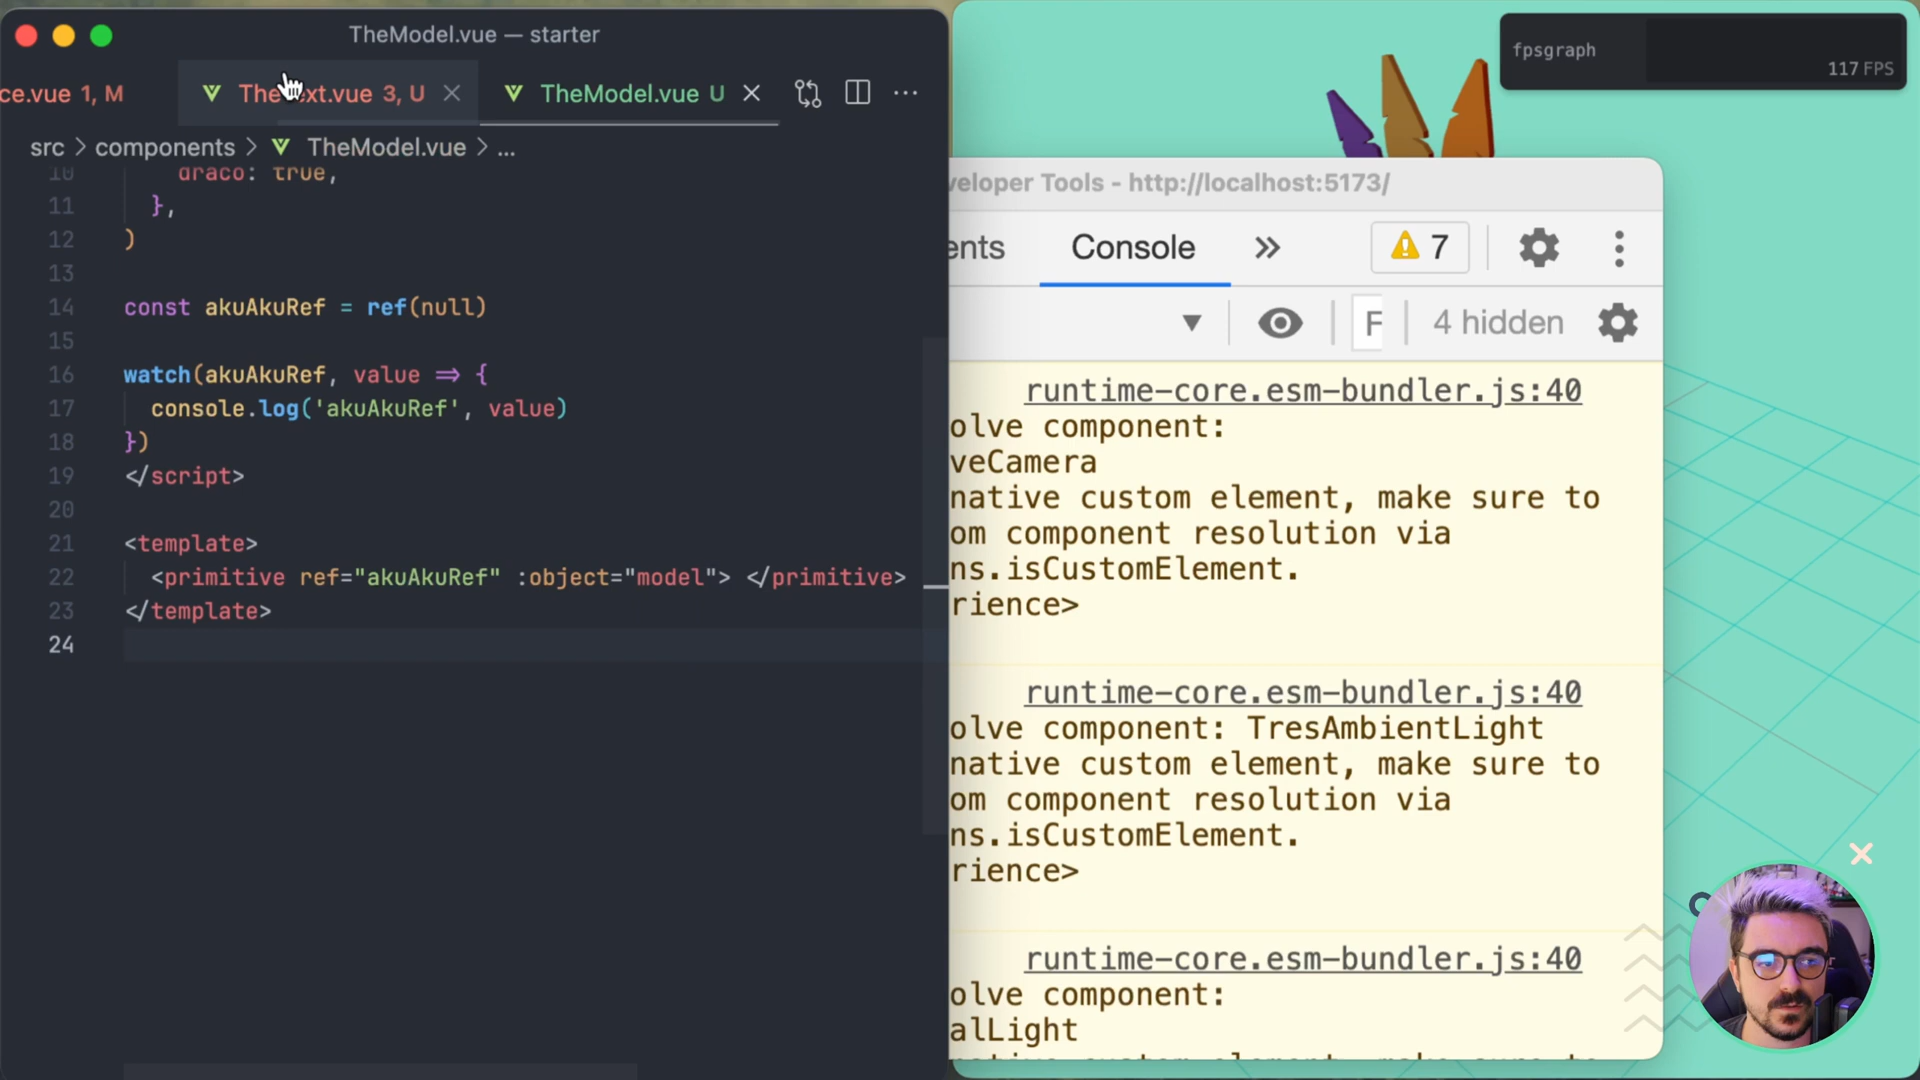 TheModel.vue — starter
ce.vue 1, M
TheText.vue 3, U
TheModel.vue U
src > components > TheModel.vue > ...
10 draco: true,
11 },
12 )
13
14 const akuAkuRef = ref(null)
15
16 watch(akuAkuRef, value => {
17 console.log('akuAkuRef', value)
18 })
19 </script>
20
21 <template>
22 <primitive ref="akuAkuRef" :object="model"> </primitive>
23 </template>
24
fpsgraph
117 FPS
veloper Tools - http://localhost:5173/
ents
Console
7
F
4 hidden
runtime-core.esm-bundler.js:40
olve component:
veCamera
native custom element, make sure to
om component resolution via
ns.isCustomElement.
rience>
runtime-core.esm-bundler.js:40
olve component: TresAmbientLight
native custom element, make sure to
om component resolution via
ns.isCustomElement.
rience>
runtime-core.esm-bundler.js:40
olve component:
alLight